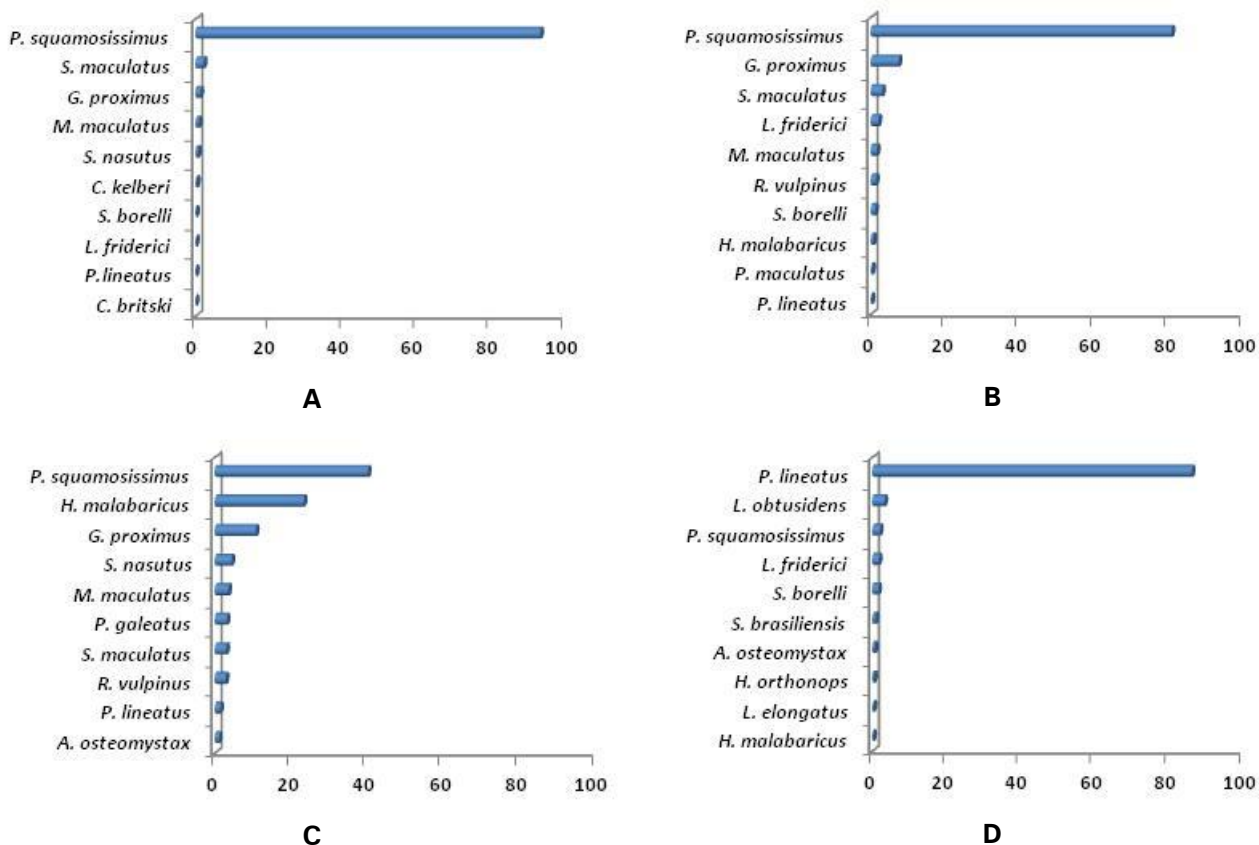 P. squamosissimus
S. maculatus
G. proximus
M. maculatus
S. nasutus
C. kelberi
S. borelli
L. friderici
P.lineatus
C. britski
0 20 40 60 80 100
A
P. squamosissimus
G. proximus
S. maculatus
L. friderici
M. maculatus
R. vulpinus
S. borelli
H. malabaricus
P. maculatus
P. lineatus
0 20 40 60 80 100
B
P. squamosissimus
H. malabaricus
G. proximus
S. nasutus
M. maculatus
P. galeatus
S. maculatus
R. vulpinus
P. lineatus
A. osteomystax
0 20 40 60 80 100
C
P. lineatus
L. obtusidens
P. squamosissimus
L. friderici
S. borelli
S. brasiliensis
A. osteomystax
H. orthonops
L. elongatus
H. malabaricus
0 20 40 60 80 100
D